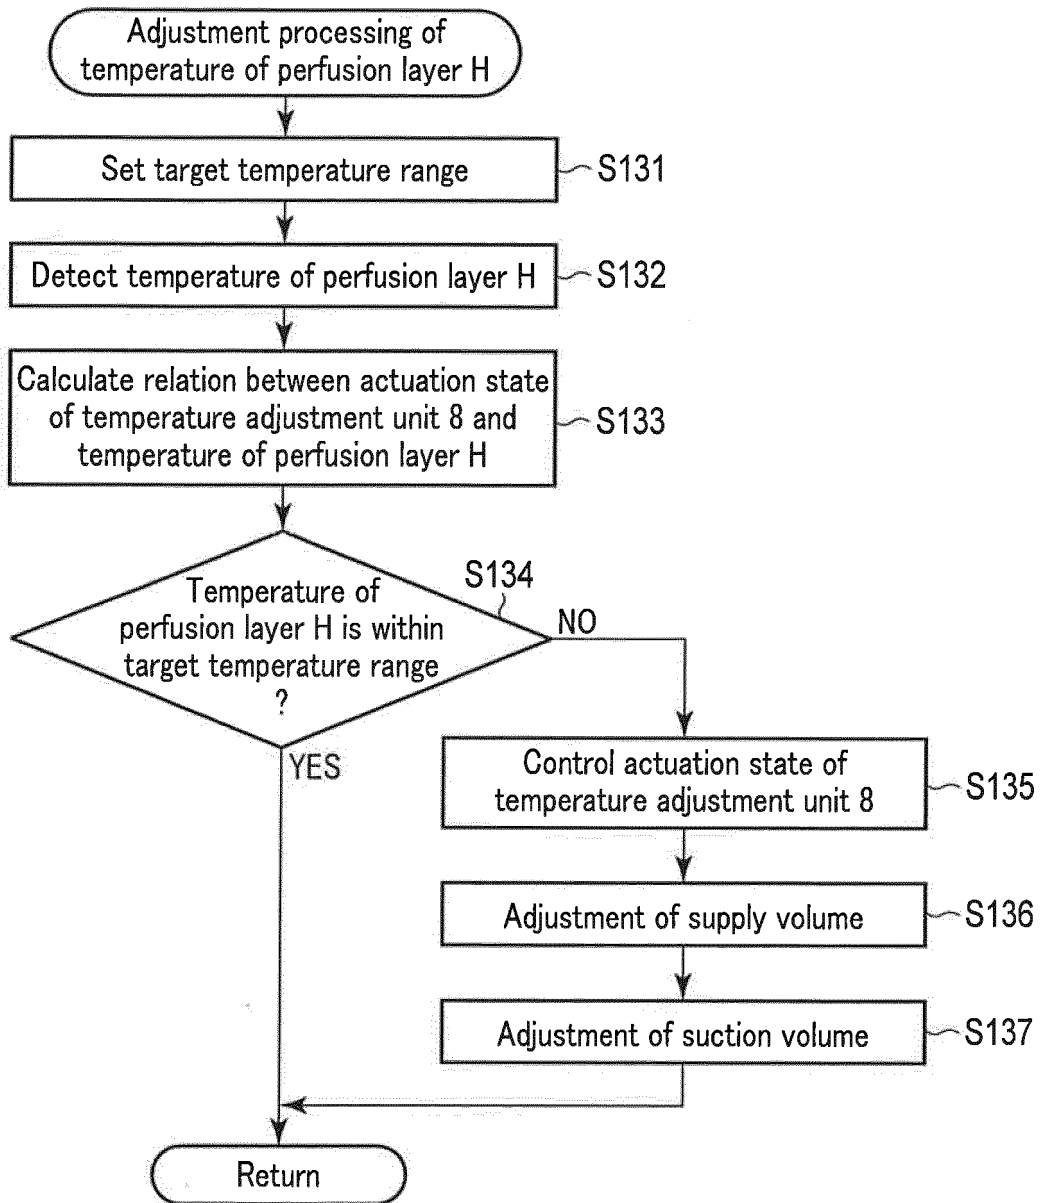 Adjustment processing of
temperature of perfusion layer H
Set target temperature range
S131
Detect temperature of perfusion layer H
S132
Calculate relation between actuation state
of temperature adjustment unit 8 and
temperature of perfusion layer H
S133
S134
Temperature of
perfusion layer H is within
target temperature range
?
NO
YES
Control actuation state of
temperature adjustment unit 8
S135
Adjustment of supply volume
S136
Adjustment of suction volume
S137
Return